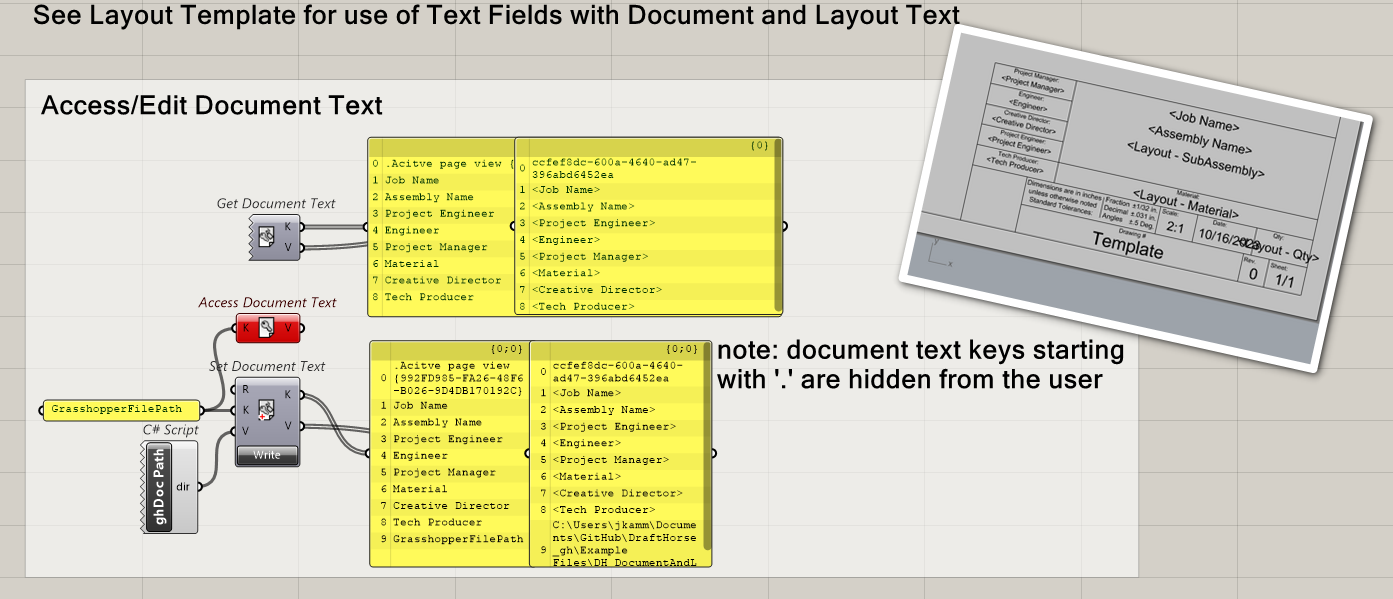 See Layout Template for use of Text Fields with Document and Layout Text
Access/Edit Document Text
Get Document Text
K
V
{0}
0 .Acitve page view {
1 Job Name
2 Assembly Name
3 Project Engineer
4 Engineer
5 Project Manager
6 Material
7 Creative Director
8 Tech Producer
0 ccfef8dc-600a-4640-ad47-
396abd6452ea
1 <Job Name>
2 <Assembly Name>
3 <Project Engineer>
4 <Engineer>
5 <Project Manager>
6 <Material>
7 <Creative Director>
8 <Tech Producer>
Access Document Text
K V
Set Document Text
R
K
V
K
V
Write
GrasshopperFilePath
C# Script
ghDoc Path
dir
{0;0}
0 .Acitve page view
{992FD985-FA26-48F6
-B026-9D4DB170192C}
1 Job Name
2 Assembly Name
3 Project Engineer
4 Engineer
5 Project Manager
6 Material
7 Creative Director
8 Tech Producer
9 GrasshopperFilePath
{0;0}
0 ccfef8dc-600a-4640-
ad47-396abd6452ea
1 <Job Name>
2 <Assembly Name>
3 <Project Engineer>
4 <Engineer>
5 <Project Manager>
6 <Material>
7 <Creative Director>
8 <Tech Producer>
9 C:\Users\jkamm\Docume
nts\GitHub\DraftHorse
_gh\Example
Files\DH_DocumentAndL
note: document text keys starting
with '.' are hidden from the user
Project Manager:
<Project Manager>
Engineer:
<Engineer>
Creative Director:
<Creative Director>
Project Engineer:
<Project Engineer>
Tech Producer:
<Tech Producer>
<Job Name>
<Assembly Name>
<Layout - SubAssembly>
Material:
<Layout - Material>
Dimensions are in inches
unless otherwise noted
Standard Tolerances:
Fraction ±1/32 in.
Decimal ±.031 in.
Angles ±.5 Deg.
Scale:
2:1
Date:
10/16/2023
Qty:
<Layout - Qty>
Drawing #
Template
Rev.
0
Sheet:
1/1
y
x